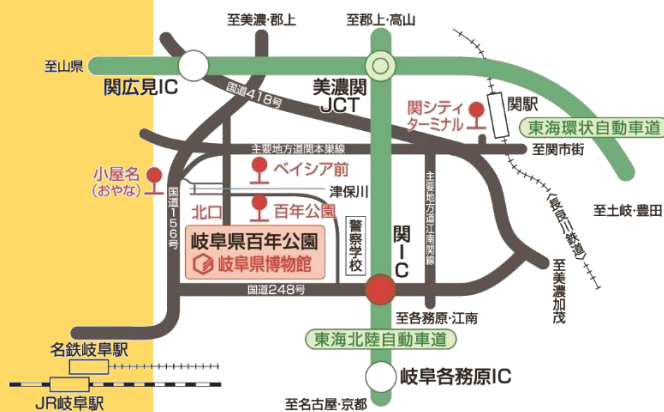 至美濃・郡上
至郡上・高山
至山県
関広見IC
美濃関
JCT
国道418号
関シティ
ターミナル
関駅
東海環状自動車道
主要地方道関本巣線
至関市街
小屋名
(おやな)
ベイシア前
津保川
国道156号
北口
百年公園
警察学校
関IC
主要地方道江南関線
〈長良川鉄道〉
至土岐・豊田
岐阜県百年公園
岐阜県博物館
国道248号
至美濃加茂
至各務原・江南
東海北陸自動車道
名鉄岐阜駅
岐阜各務原IC
JR岐阜駅
至名古屋・京都